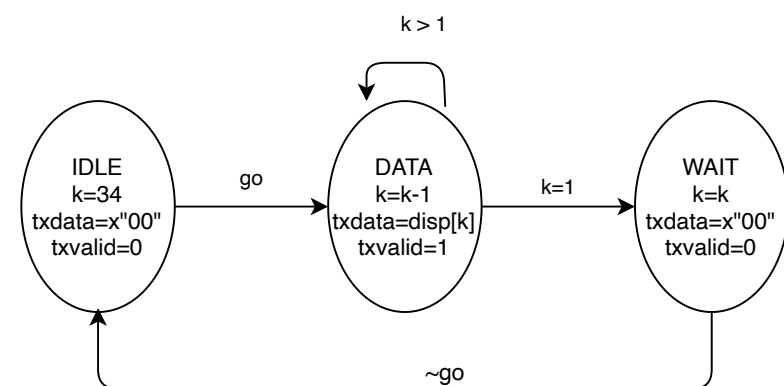 k > 1
IDLE
k=34
txdata=x"00"
txvalid=0
go
DATA
k=k-1
txdata=disp[k]
txvalid=1
k=1
WAIT
k=k
txdata=x"00"
txvalid=0
~go